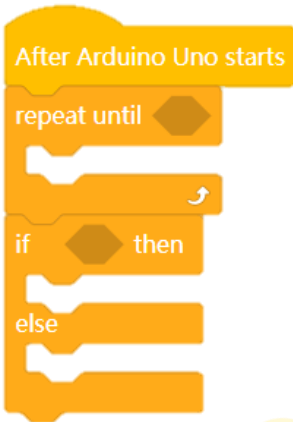 After Arduino Uno starts
repeat until
if then
else